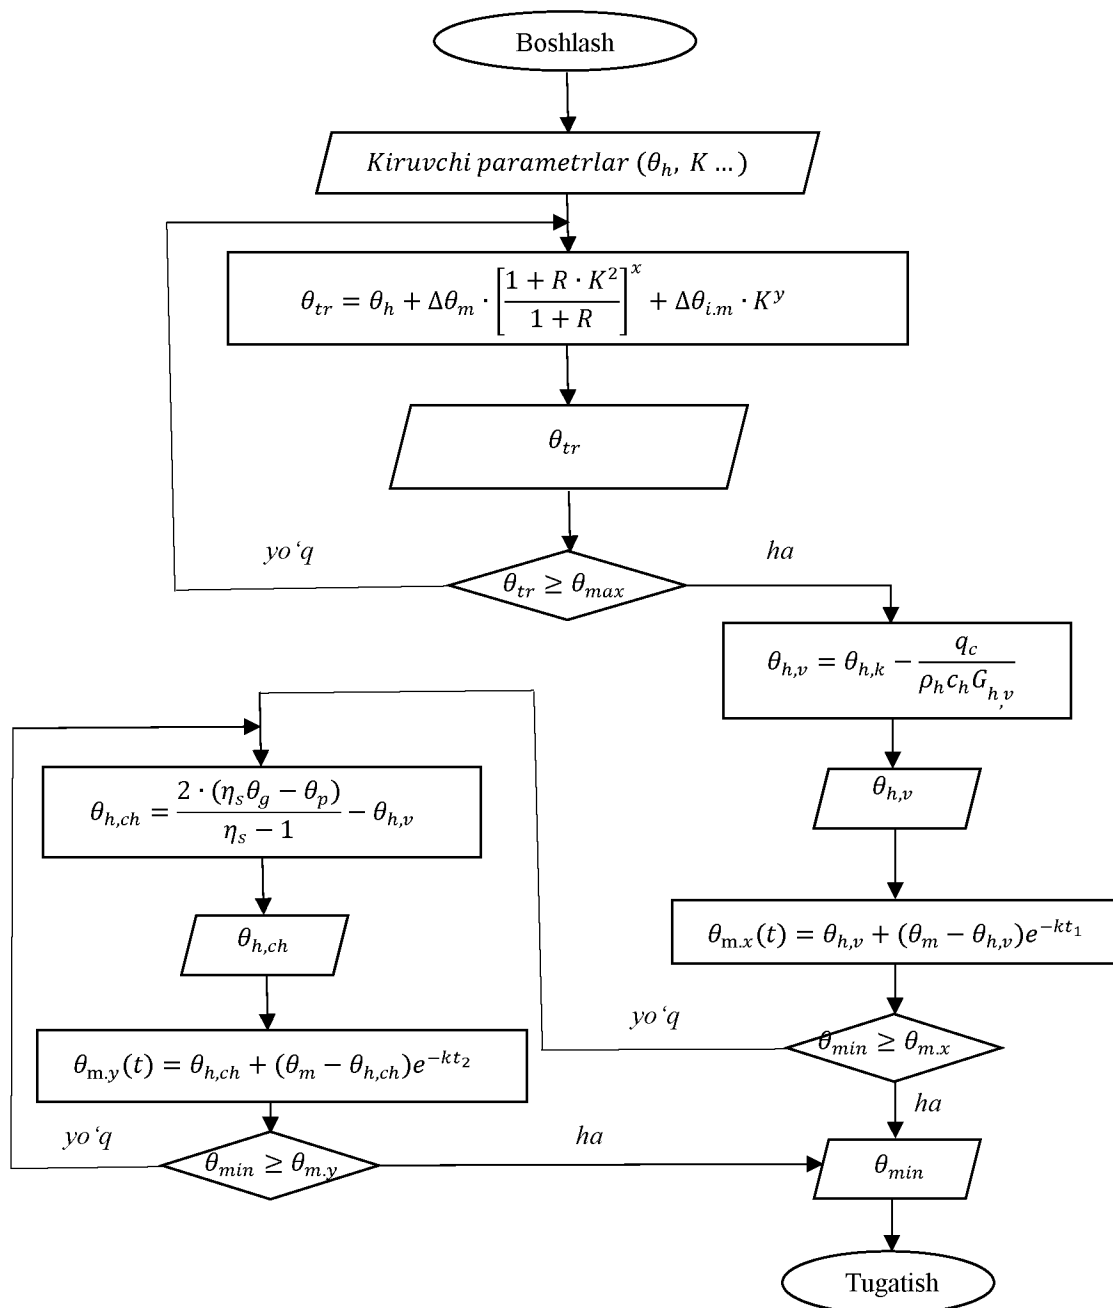 Boshlash
Kiruvchi parametrlar (θ_h, K …)
θ_tr = θ_h + Δθ_m · [(1 + R · K²)/(1 + R)]^x + Δθ_i.m · K^y
θ_tr
yo‘q
ha
θ_tr ≥ θ_max
θ_h,v = θ_h,k − q_c/(ρ_h c_h G_h,v)
θ_h,v
θ_h,ch = (2 · (η_s θ_g − θ_p))/(η_s − 1) − θ_h,v
θ_h,ch
θ_m.x(t) = θ_h,v + (θ_m − θ_h,v)e^(−kt₁)
yo‘q
θ_min ≥ θ_m.x
ha
θ_m.y(t) = θ_h,ch + (θ_m − θ_h,ch)e^(−kt₂)
yo‘q
ha
θ_min ≥ θ_m.y
θ_min
Tugatish